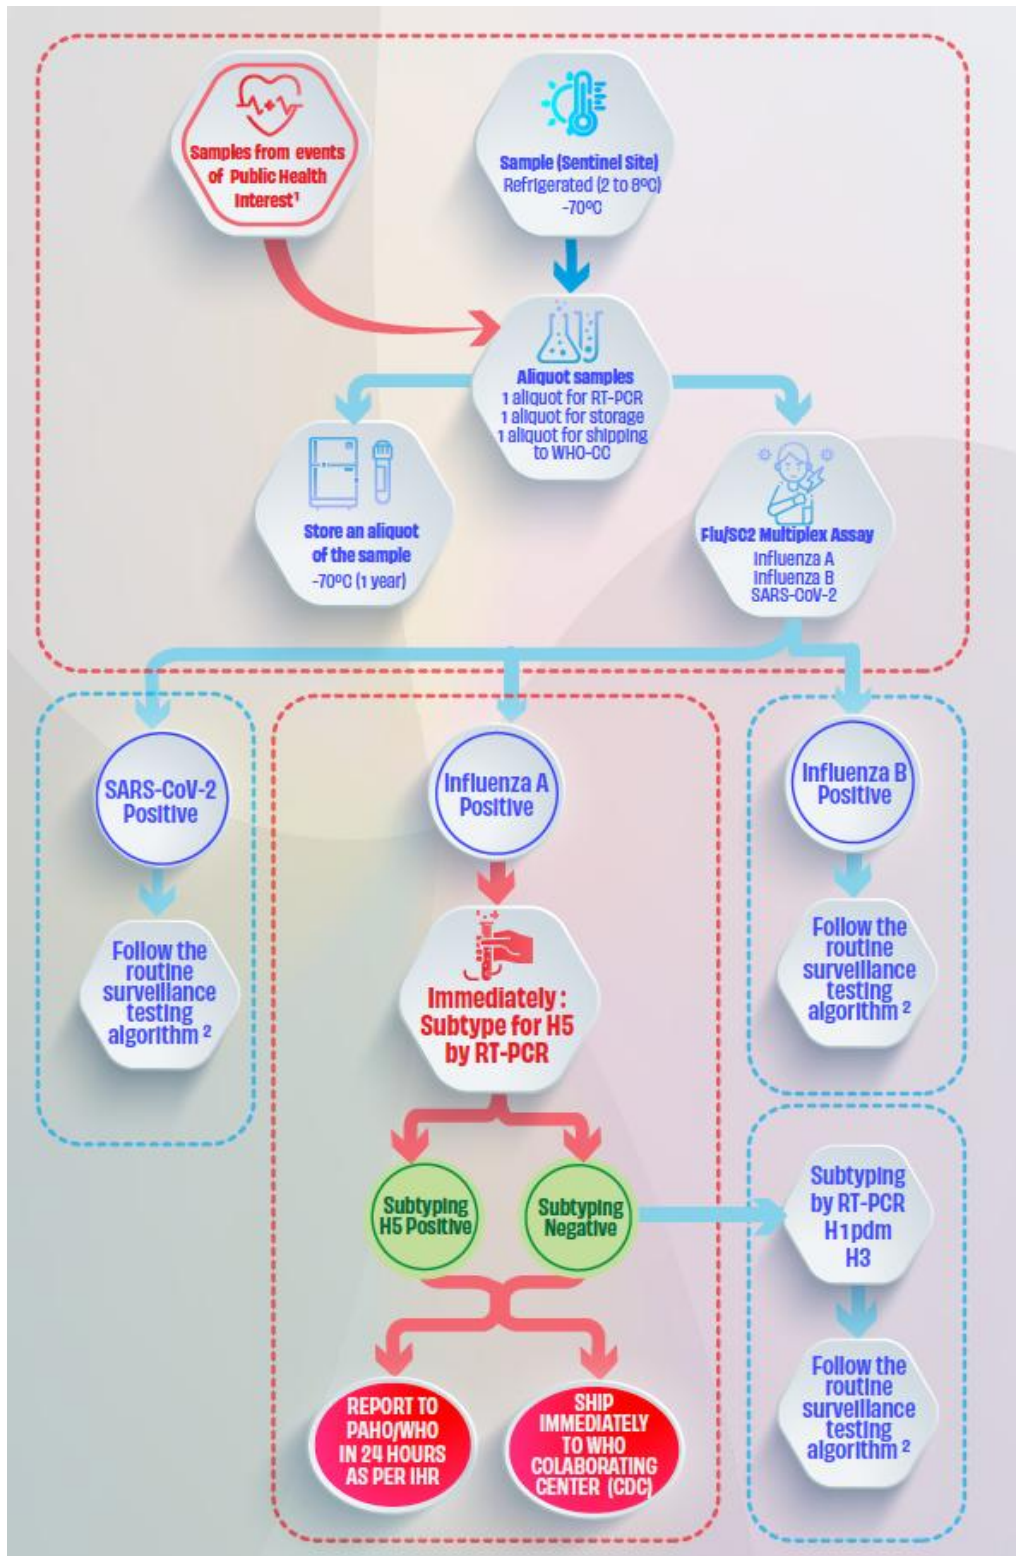 Samples from events
of Public Health
Interest¹
Sample (Sentinel Site)
Refrigerated (2 to 8ºC)
-70ºC
Aliquot samples
1 aliquot for RT-PCR
1 aliquot for storage
1 aliquot for shipping
to WHO-CC
Store an aliquot
of the sample
-70ºC (1 year)
Flu/SC2 Multiplex Assay
Influenza A
Influenza B
SARS-CoV-2
SARS-CoV-2
Positive
Influenza A
Positive
Influenza B
Positive
Follow the
routine
surveillance
testing
algorithm ²
Immediately :
Subtype for H5
by RT-PCR
Follow the
routine
surveillance
testing
algorithm ²
Subtyping
H5 Positive
Subtyping
Negative
Subtyping
by RT-PCR
H1pdm
H3
REPORT TO
PAHO/WHO
IN 24 HOURS
AS PER IHR
SHIP
IMMEDIATELY
TO WHO
COLABORATING
CENTER (CDC)
Follow the
routine
surveillance
testing
algorithm ²